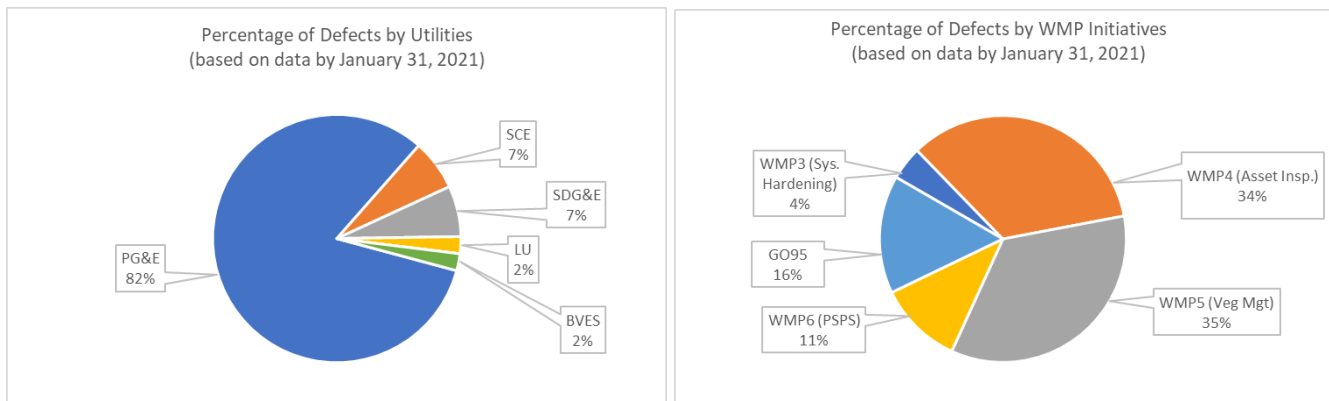 Percentage of Defects by Utilities
(based on data by January 31, 2021)
SCE
7%
SDG&E
7%
LU
2%
BVES
2%
PG&E
82%
Percentage of Defects by WMP Initiatives
(based on data by January 31, 2021)
WMP3 (Sys.
Hardening)
4%
WMP4 (Asset Insp.)
34%
GO95
16%
WMP5 (Veg Mgt)
35%
WMP6 (PSPS)
11%